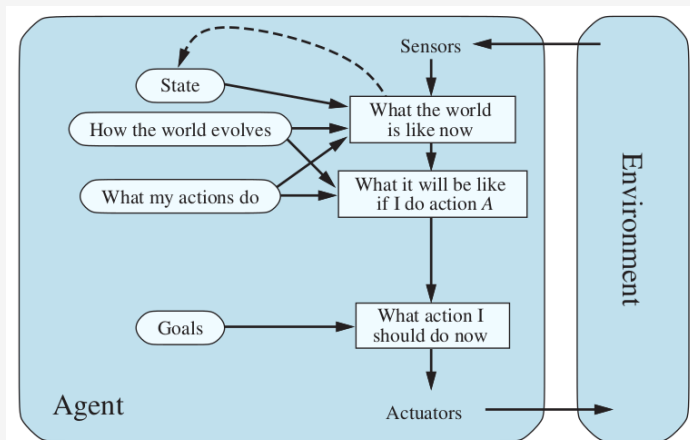 Sensors
State
What the world
is like now
How the world evolves
What my actions do
What it will be like
if I do action A
Environment
Goals
What action I
should do now
Agent
Actuators